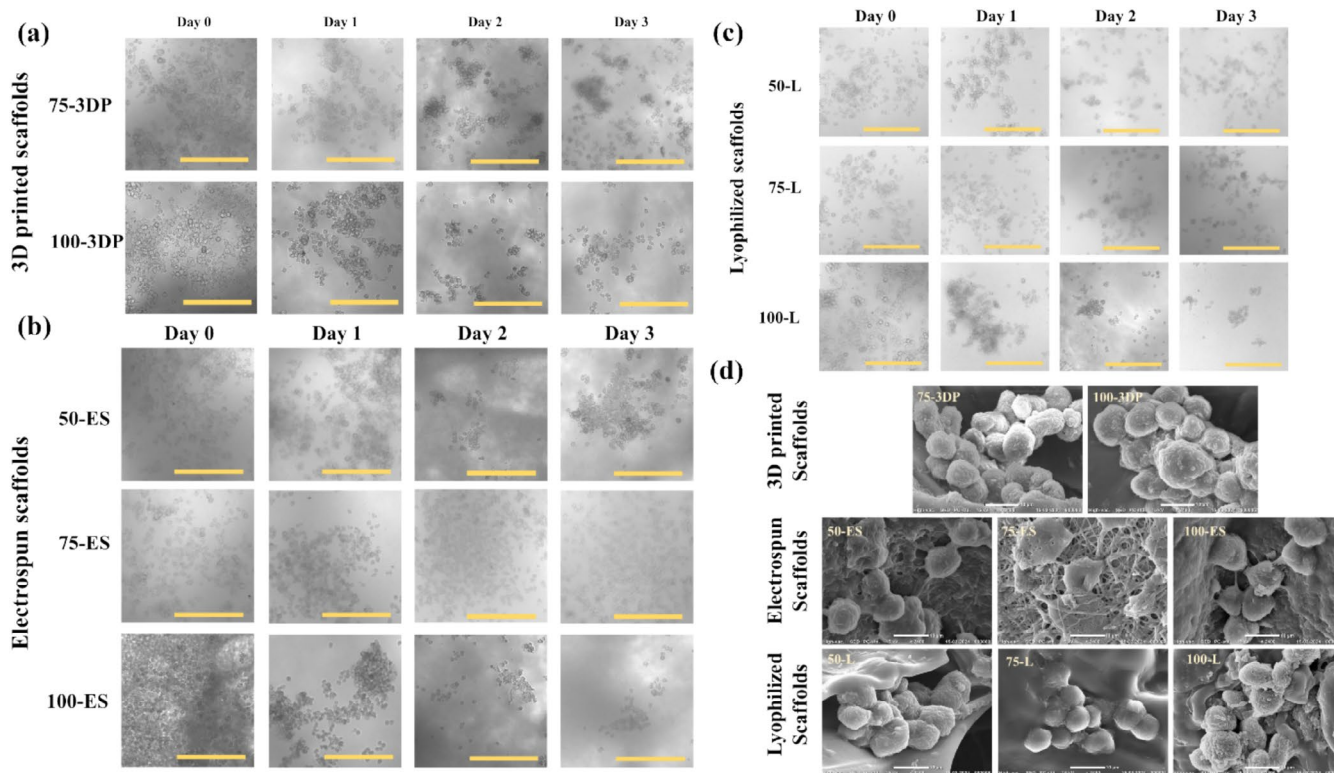 (a)
Day 0
Day 1
Day 2
Day 3
3D printed scaffolds
75-3DP
100-3DP
(b)
Day 0
Day 1
Day 2
Day 3
Electrospun scaffolds
50-ES
75-ES
100-ES
(c)
Day 0
Day 1
Day 2
Day 3
Lyophilized scaffolds
50-L
75-L
100-L
(d)
3D printed
Scaffolds
75-3DP
100-3DP
Electrospun
Scaffolds
50-ES
75-ES
100-ES
Lyophilized
Scaffolds
50-L
75-L
100-L